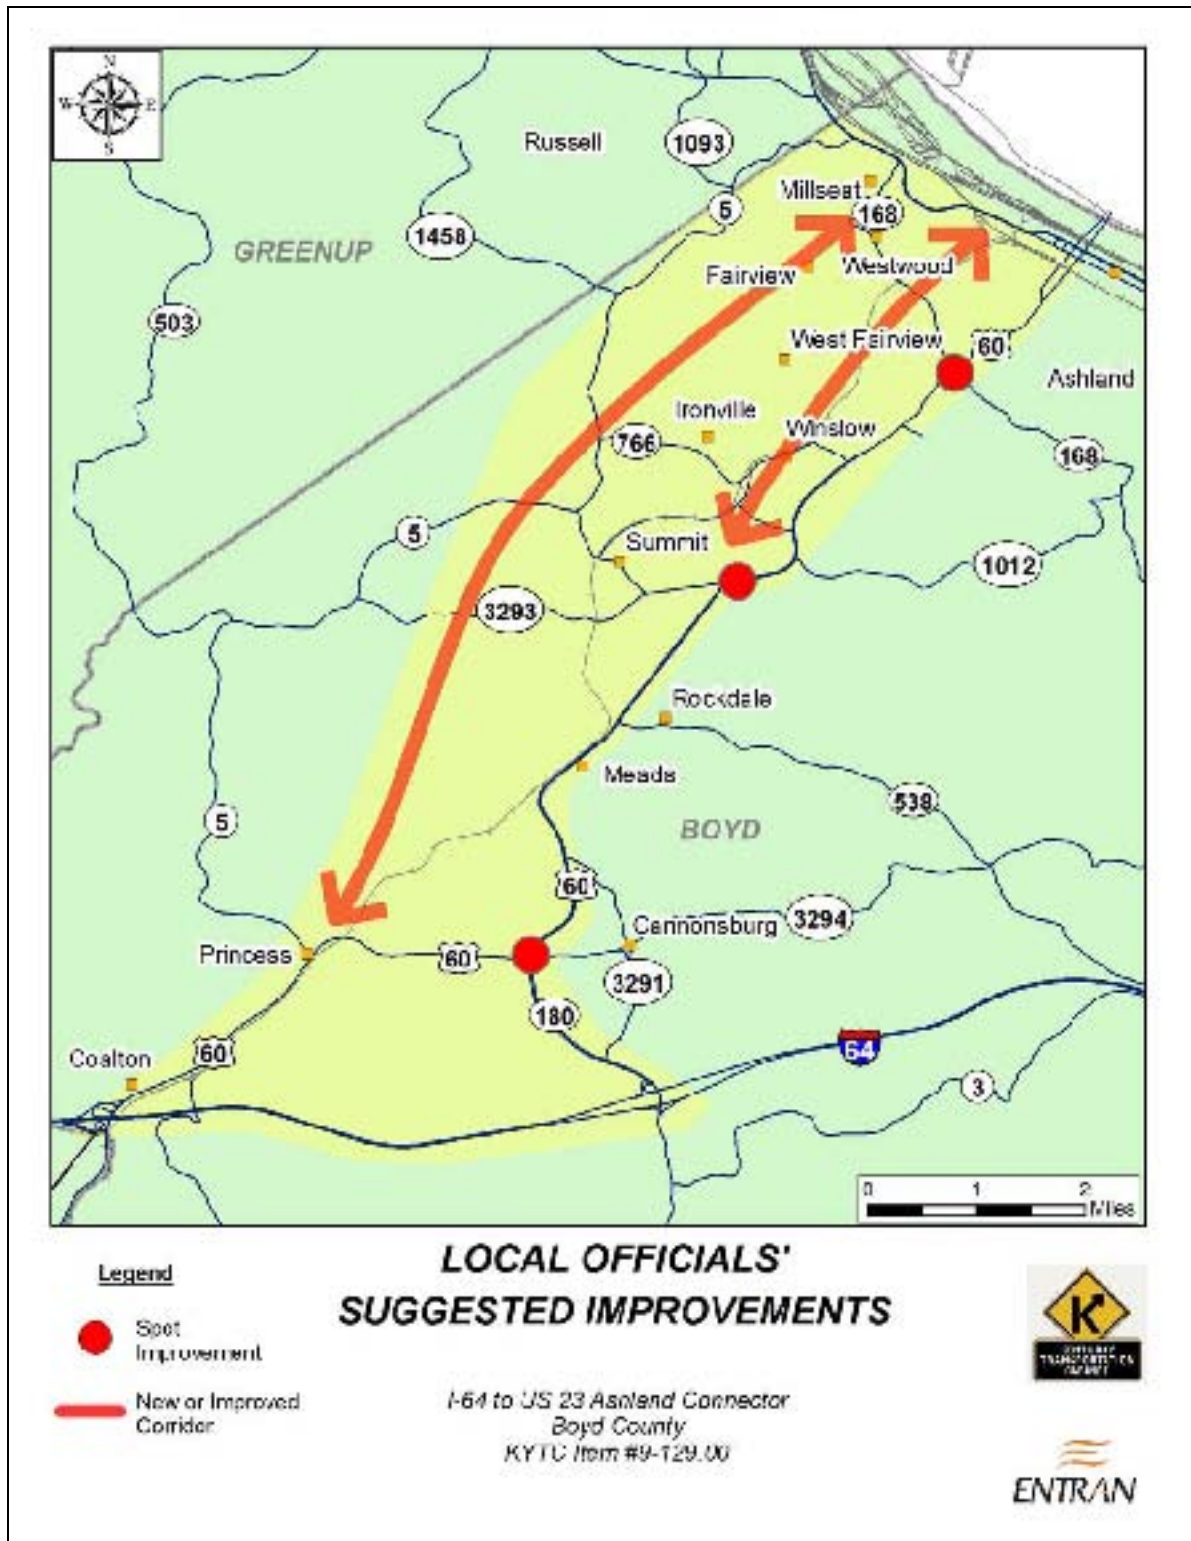 N
W E
S
Russell
1093
Millseat
5
168
1458
GREENUP
Fairview
Westwood
503
West Fairview
60
Ashland
Ironville
Winslow
766
168
5
Summit
1012
3293
Rockdale
Meads
5
538
BOYD
60
Cannonsburg
3294
Princess
60
3291
180
64
60
Coalton
3
0 1 2
Miles
LOCAL OFFICIALS'
SUGGESTED IMPROVEMENTS
Legend
Spot
Improvement
New or Improved
Corridor
I-64 to US 23 Ashland Connector
Boyd County
KYTC Item #9-129.00
K
KENTUCKY
TRANSPORTATION
CABINET
ENTRAN